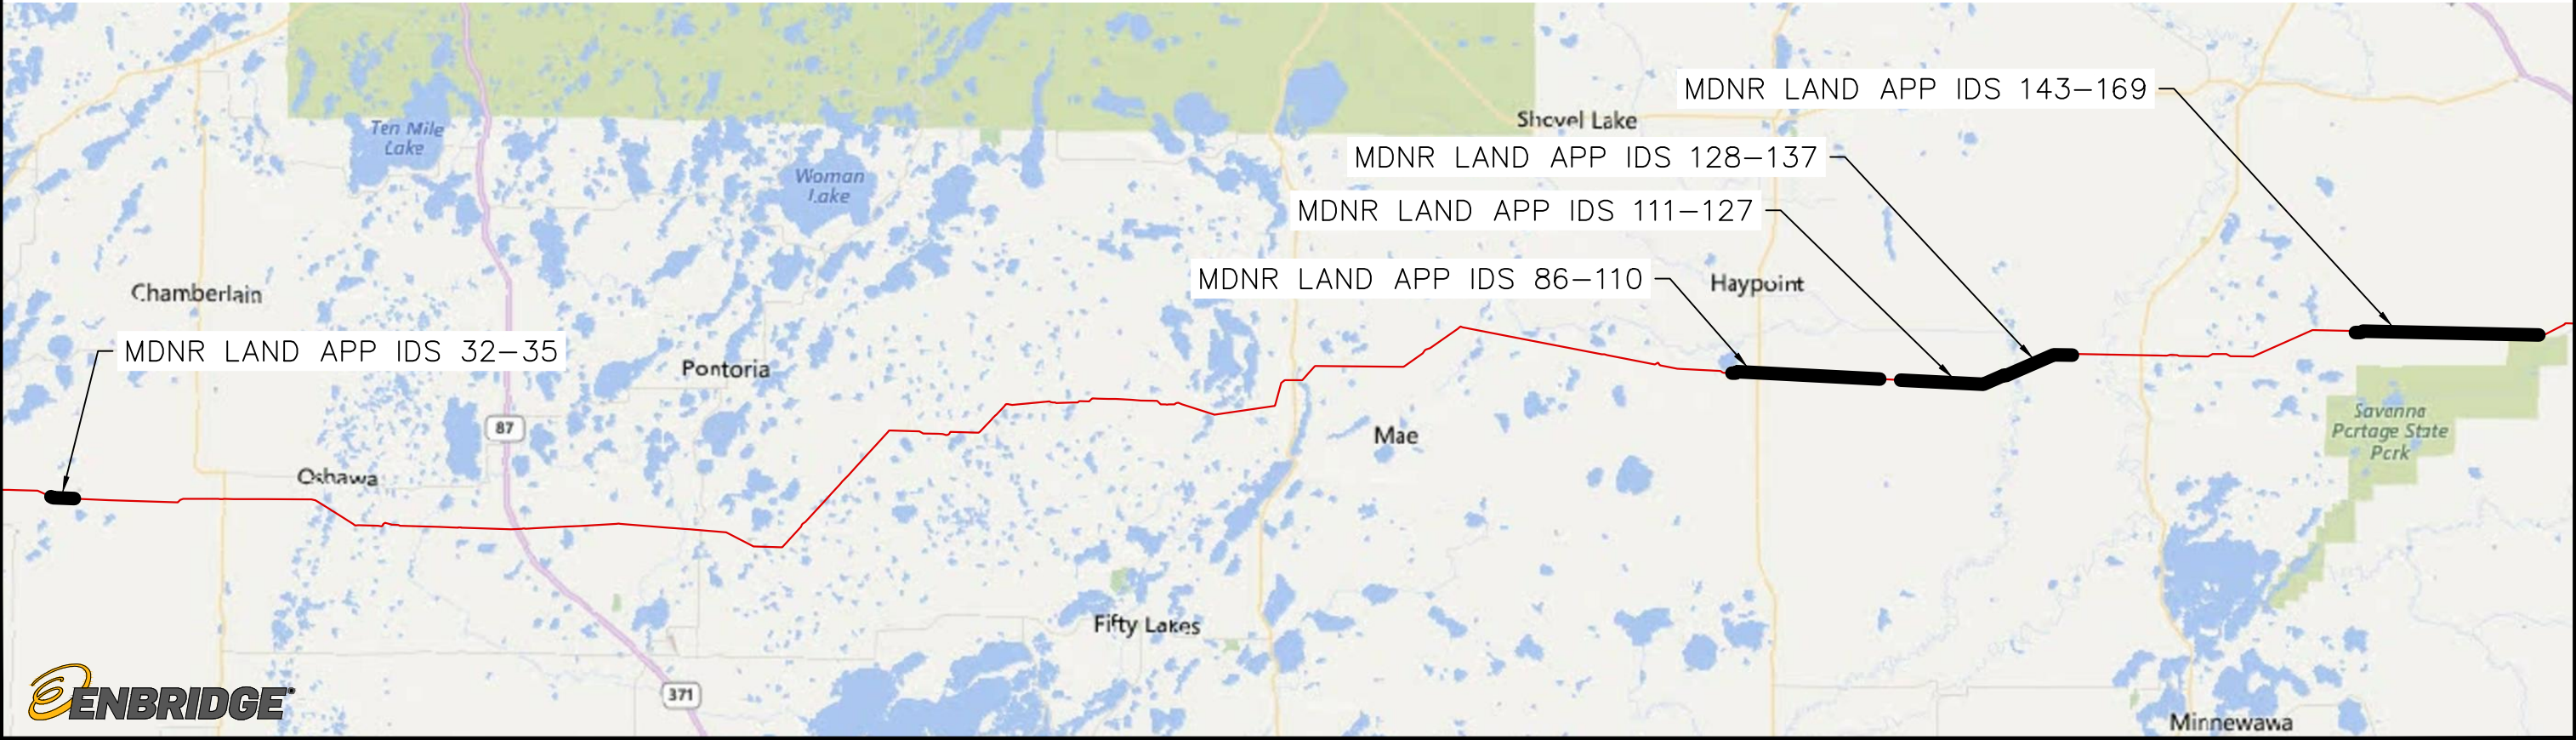 MDNR LAND APP IDS 143-169
Shovel Lake
Ten Mile
Lake
MDNR LAND APP IDS 128-137
Woman
Lake
MDNR LAND APP IDS 111-127
MDNR LAND APP IDS 86-110
Haypoint
Chamberlain
MDNR LAND APP IDS 32-35
Pontoria
Savanna
Portage State
Park
87
Mae
Oshawa
Fifty Lakes
371
ENBRIDGE
Minnewawa